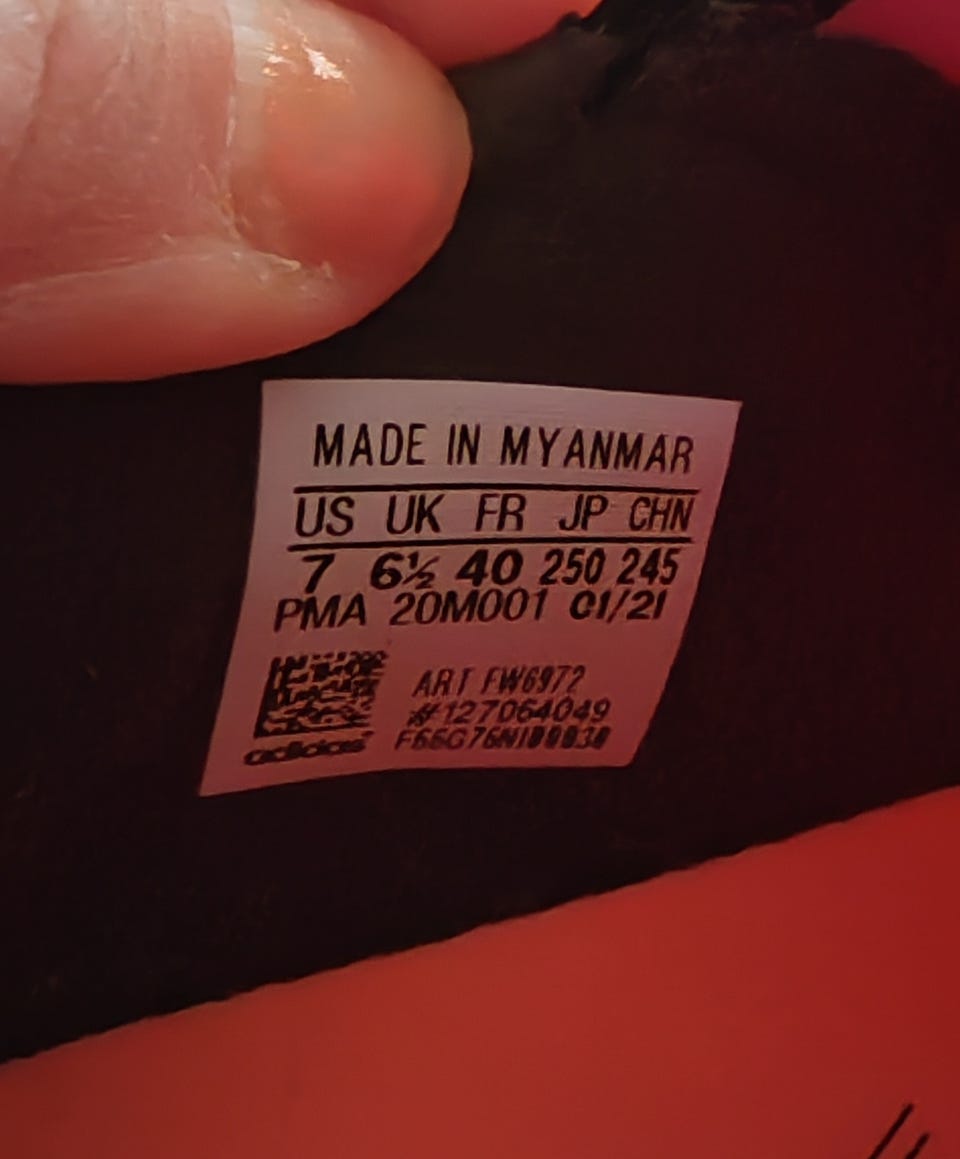 MADE IN MYANMAR
US UK FR JP CHN
7 6½ 40 250 245
PMA 20M001 01/21
ART FW6972
#127064049
adidas